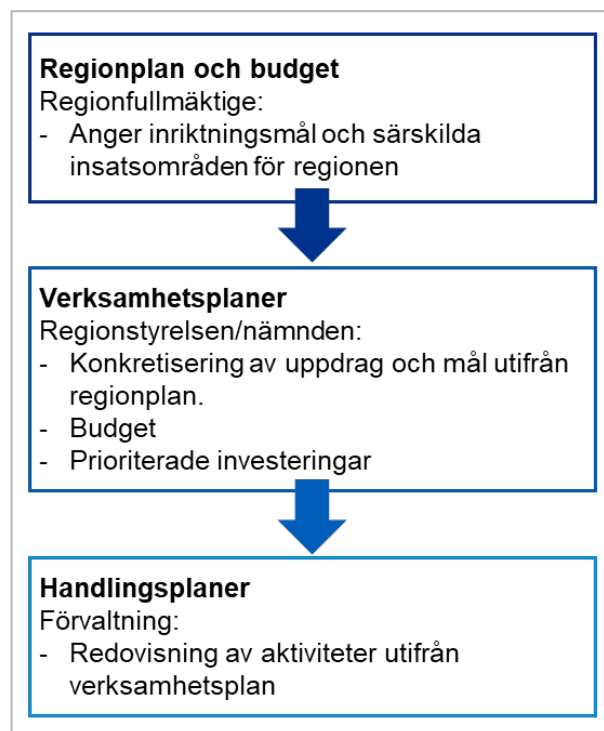 Regionplan och budget
Regionfullmäktige:
- Anger inriktningsmål och särskilda
insatsområden för regionen
Verksamhetsplaner
Regionstyrelsen/nämnden:
- Konkretisering av uppdrag och mål utifrån
regionplan.
- Budget
- Prioriterade investeringar
Handlingsplaner
Förvaltning:
- Redovisning av aktiviteter utifrån
verksamhetsplan